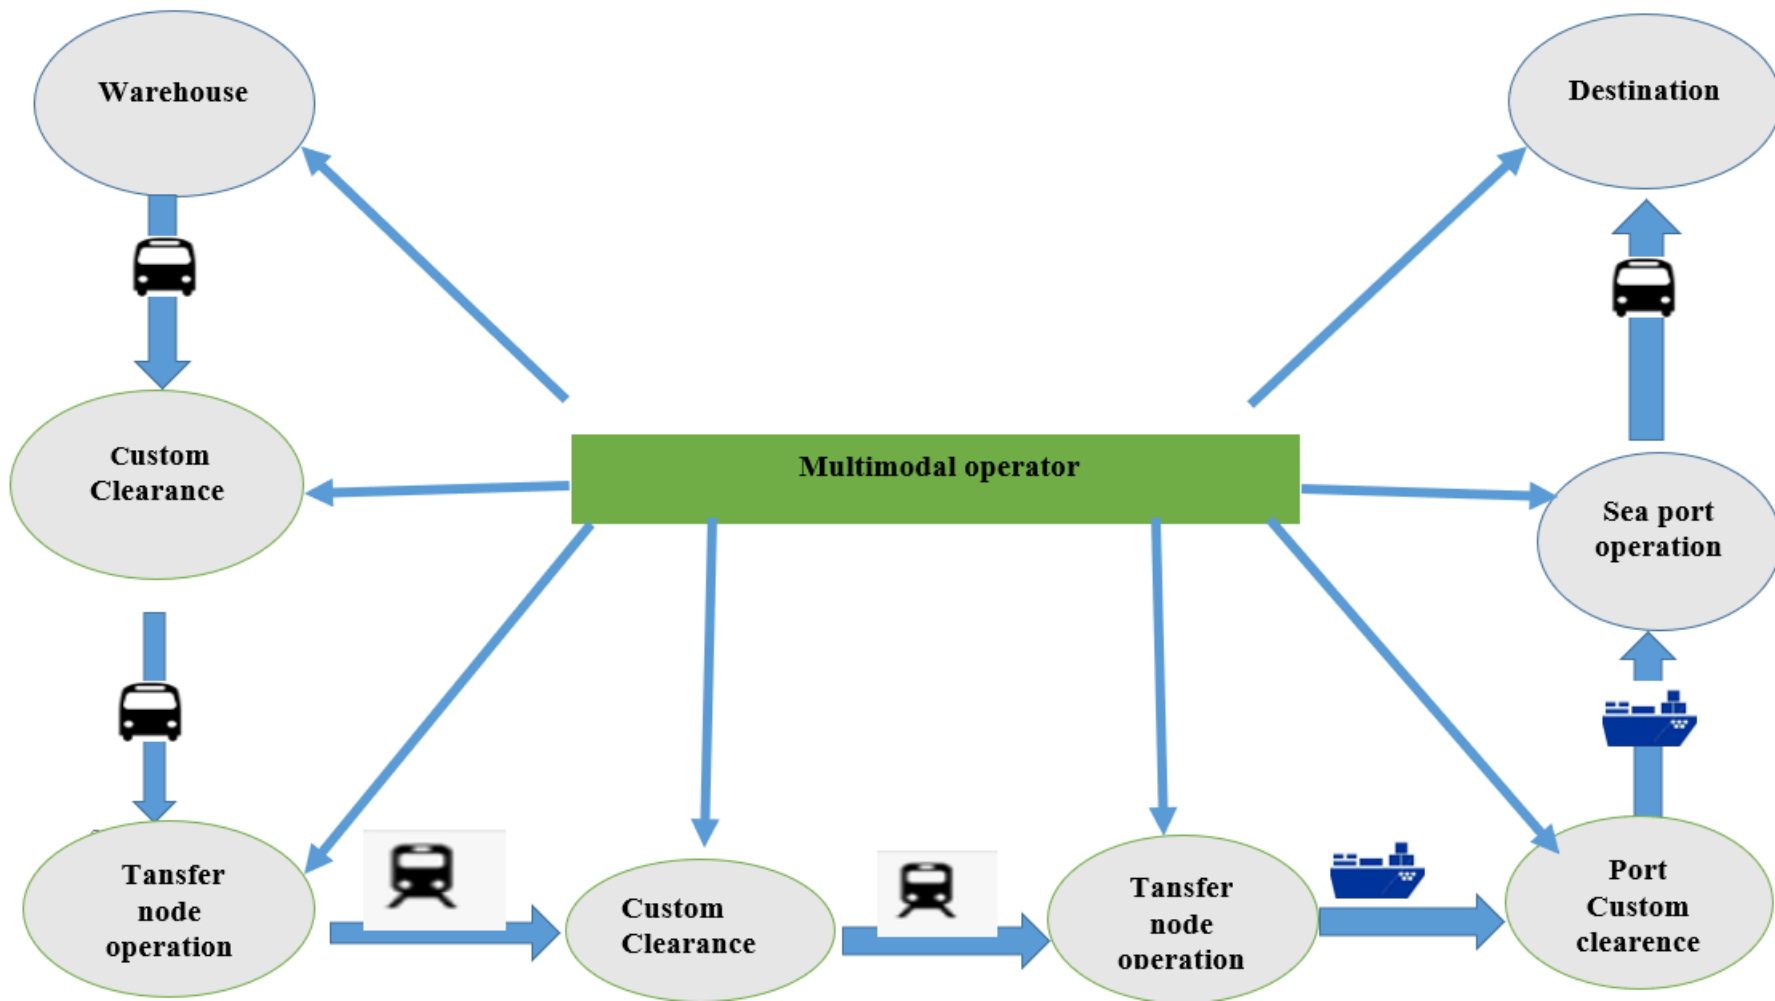 Warehouse
Destination
Custom
Clearance
Multimodal operator
Sea port
operation
Tansfer
node
operation
Custom
Clearance
Tansfer
node
operation
Port
Custom
clearence